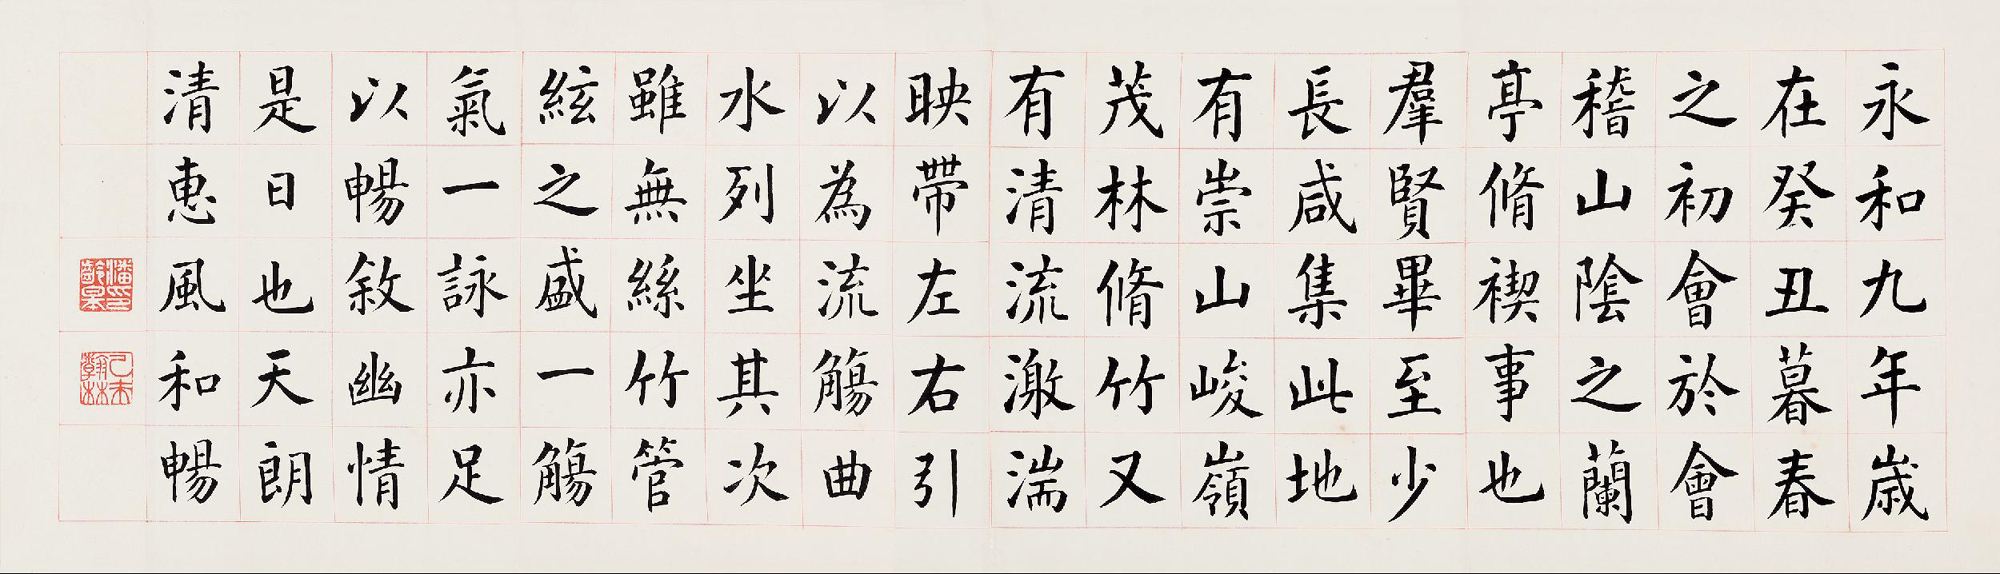 永和九年歲
在癸丑暮春
之初會於會
稽山陰之蘭
亭脩禊事也
羣賢畢至少
長咸集此地
有崇山峻嶺
茂林脩竹又
有清流激湍
映帶左右引
以為流觴曲
水列坐其次
雖無絲竹管
絃之盛一觴
氣一詠亦足
以暢敘幽情
是日也天朗
清惠風和暢